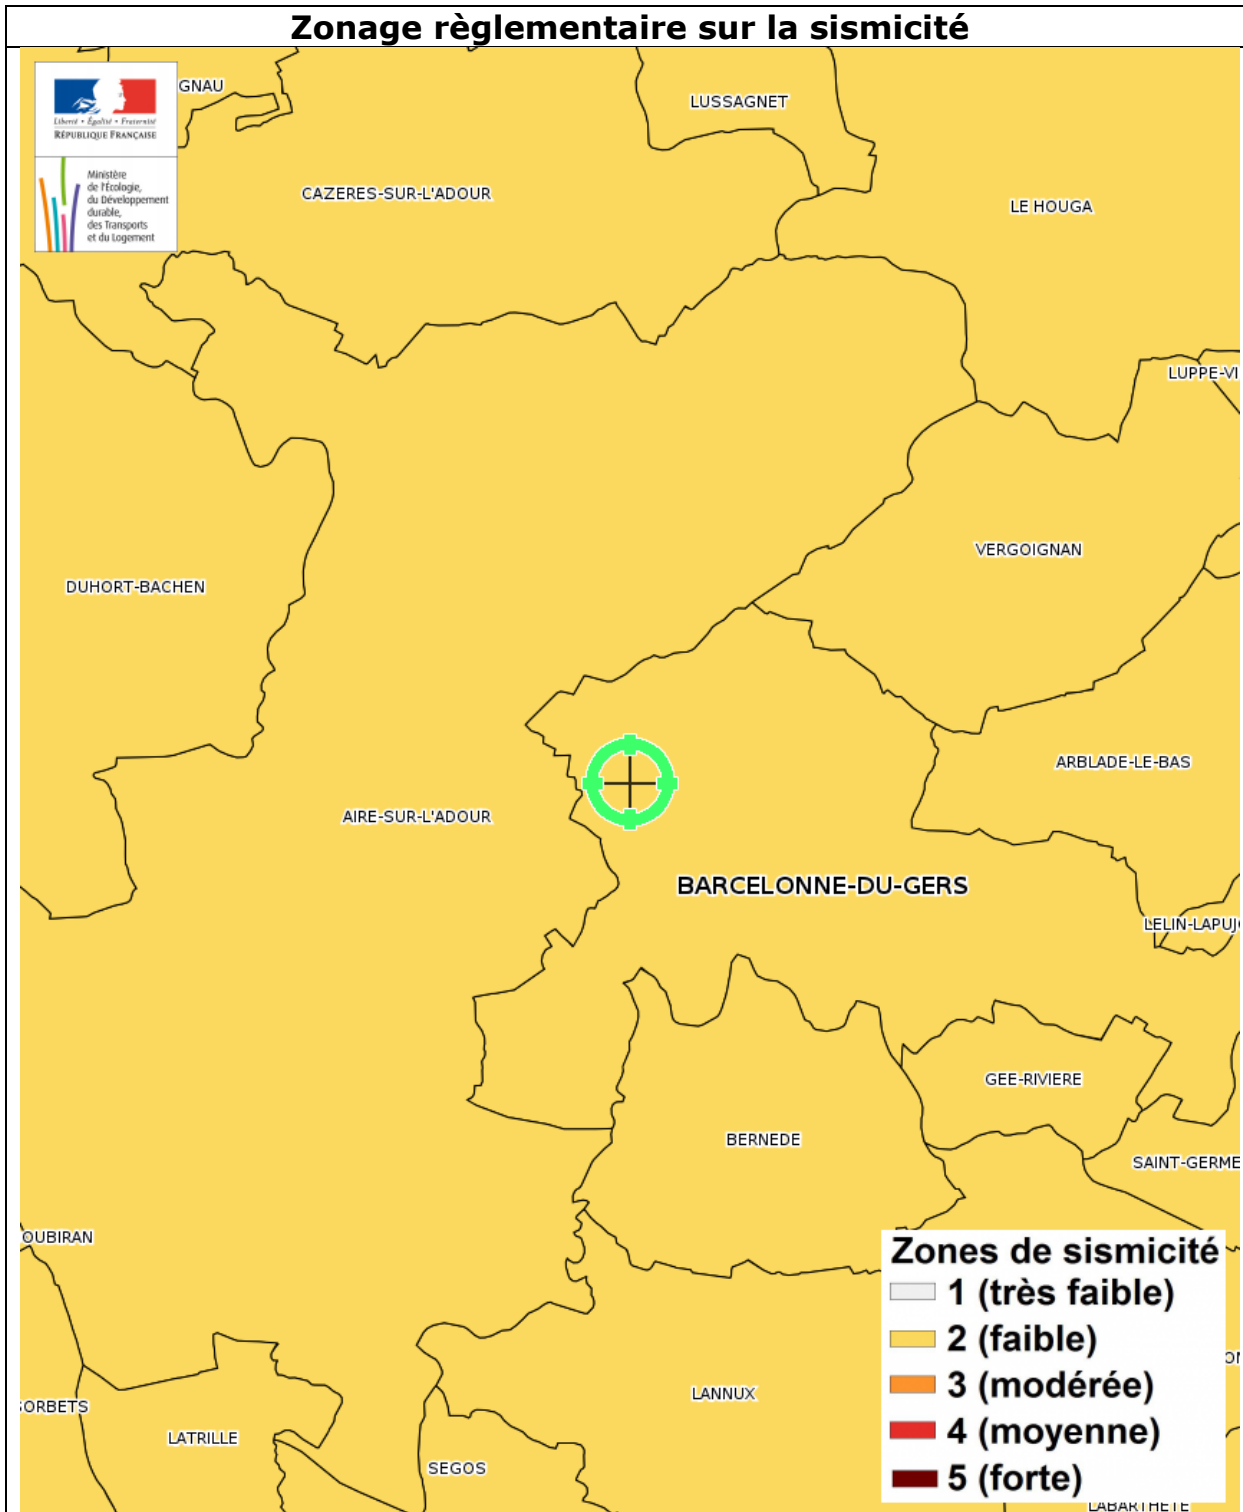 Zonage règlementaire sur la sismicité
Liberté • Égalité • Fraternité
RÉPUBLIQUE FRANÇAISE
Ministère
de l'Écologie,
du Développement
durable,
des Transports
et du Logement
GNAU
LUSSAGNET
CAZERES-SUR-L'ADOUR
LE HOUGA
LUPPE-VI
VERGOIGNAN
DUHORT-BACHEN
ARBLADE-LE-BAS
AIRE-SUR-L'ADOUR
BARCELONNE-DU-GERS
LELIN-LAPUJ
GEE-RIVIERE
BERNEDE
SAINT-GERME
OUBIRAN
LANNUX
SORBETS
LATRILLE
SEGOS
Zones de sismicité
1 (très faible)
2 (faible)
3 (modérée)
4 (moyenne)
5 (forte)
LABARTHETE